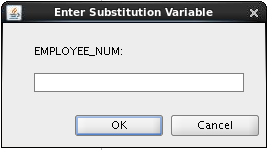 Enter Substitution Variable
EMPLOYEE_NUM:
OK
Cancel